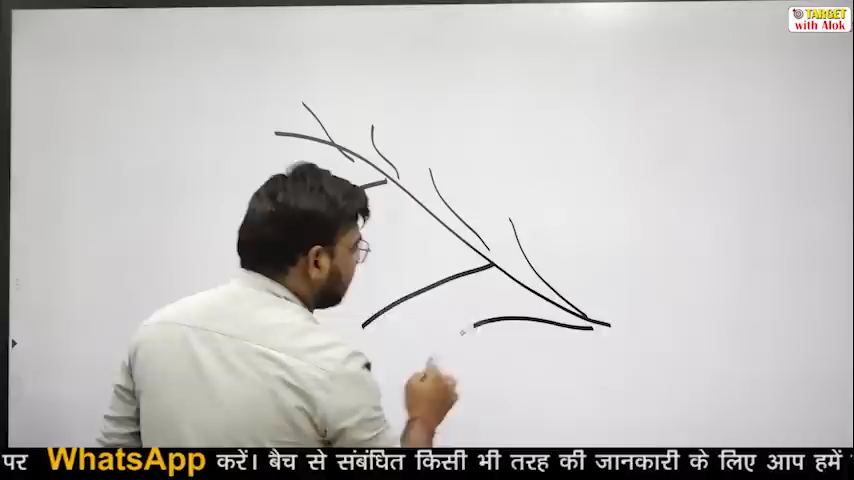 TARGET
with Alok
पर WhatsApp करें। बैच से संबंधित किसी भी तरह की जानकारी के लिए आप हमें